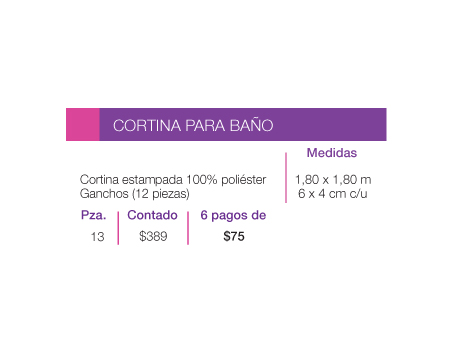 CORTINA PARA BAÑO
Medidas
Cortina estampada 100% poliéster 1,80 x 1,80 m
Ganchos (12 piezas) 6 x 4 cm c/u
Pza. Contado 6 pagos de
13 $389 $75